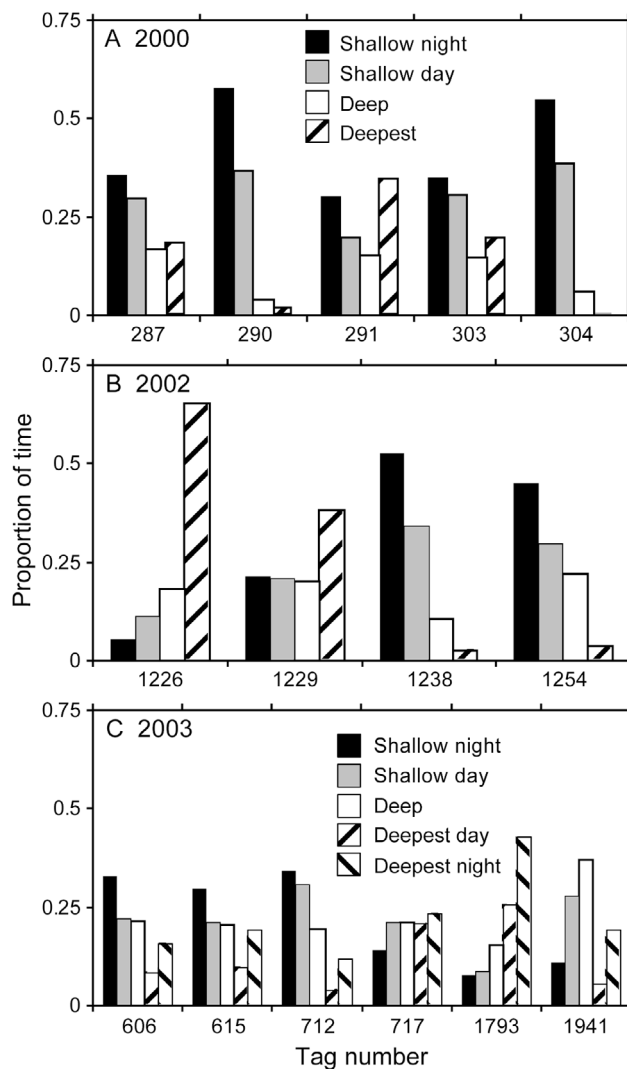 0.75
A 2000
Shallow night
Shallow day
Deep
Deepest
0.5
0.25
0
287 290 291 303 304
0.75
B 2002
0.5
0.25
0
1226 1229 1238 1254
Proportion of time
0.75
C 2003
Shallow night
Shallow day
Deep
Deepest day
Deepest night
0.5
0.25
0
606 615 712 717 1793 1941
Tag number